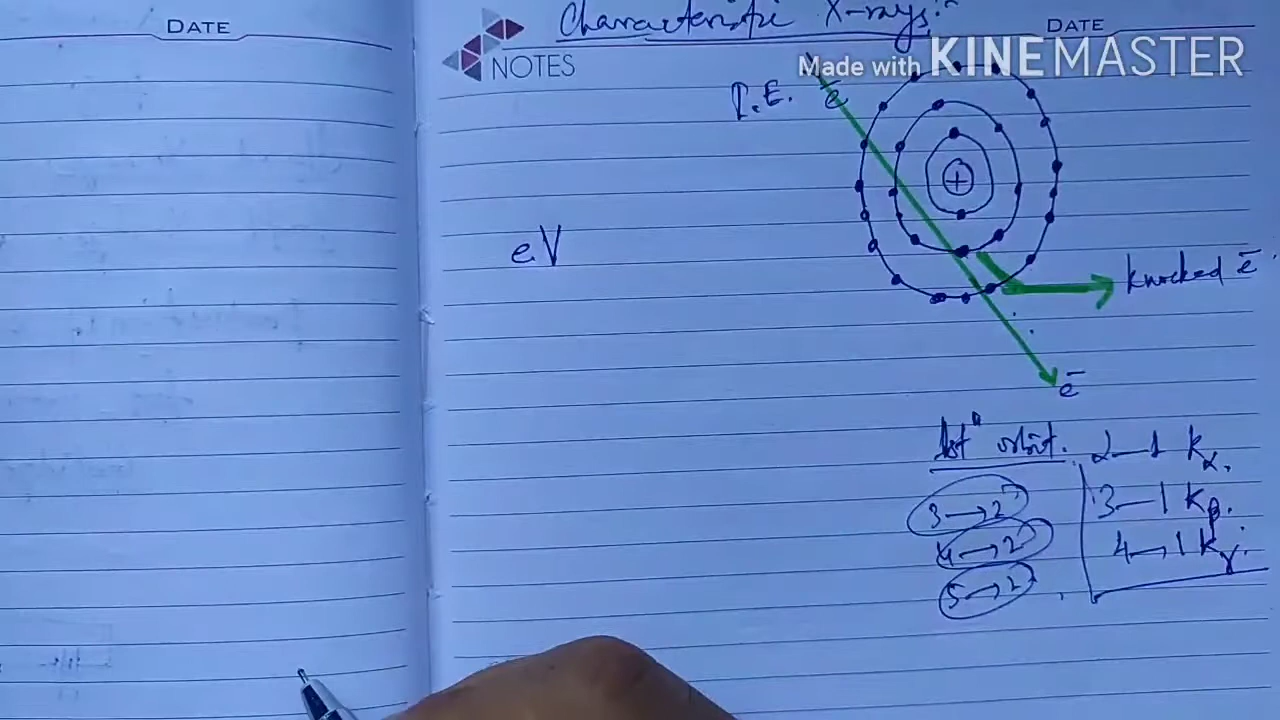 DATE
Characteristic X-rays:-
DATE
NOTES
Made with KINEMASTER
I.E. e⁻
+
eV
knocked e⁻
e⁻
1st orbit. 2—1 Kα.
3→2 3—1 Kβ.
4→2 4→1 Kγ.
5→2